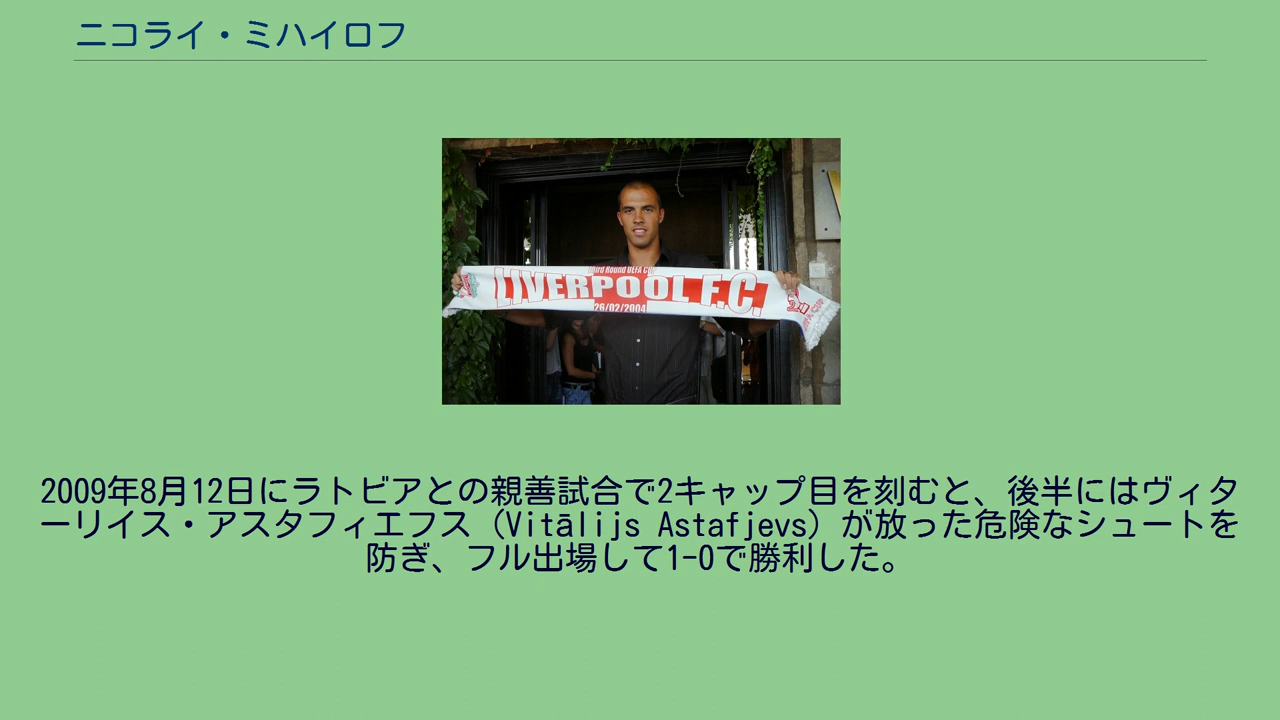 ニコライ・ミハイロフ
Third Round UEFA Cup
LIVERPOOL F.C.
26/02/2004
2009年8月12日にラトビアとの親善試合で2キャップ目を刻むと、後半にはヴィタ
ーリイス・アスタフィエフス（Vitālijs Astafjevs）が放った危険なシュートを
防ぎ、フル出場して1-0で勝利した。